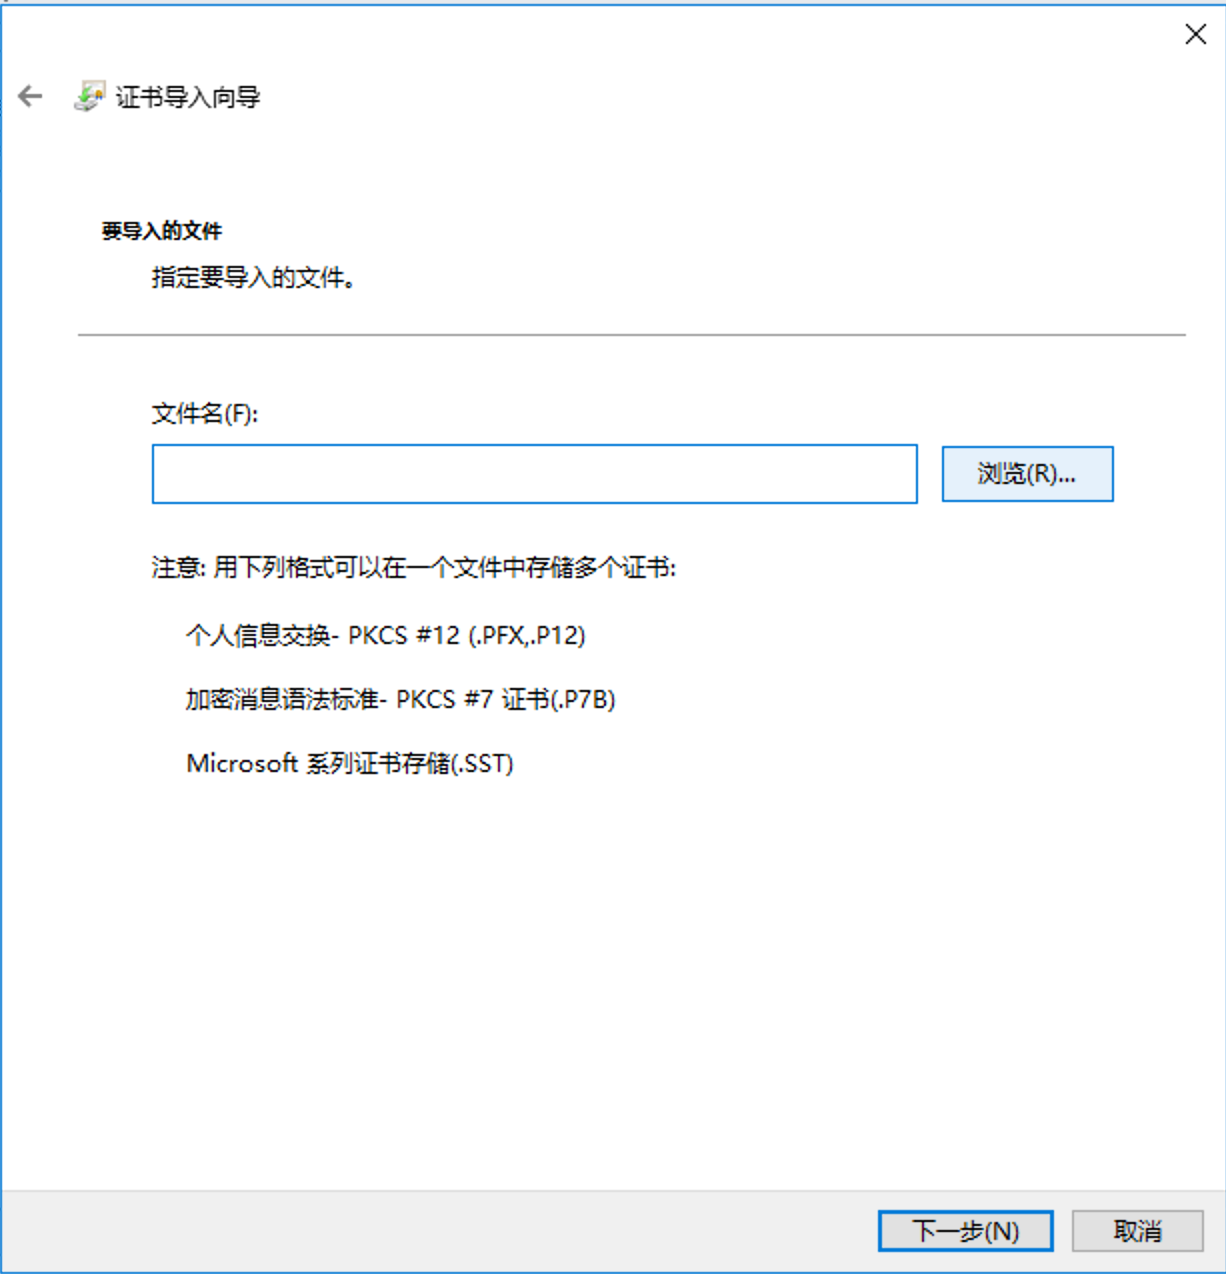 证书导入向导
要导入的文件
指定要导入的文件。
文件名(F):
浏览(R)...
注意: 用下列格式可以在一个文件中存储多个证书:
个人信息交换- PKCS #12 (.PFX,.P12)
加密消息语法标准- PKCS #7 证书(.P7B)
Microsoft 系列证书存储(.SST)
下一步(N)
取消